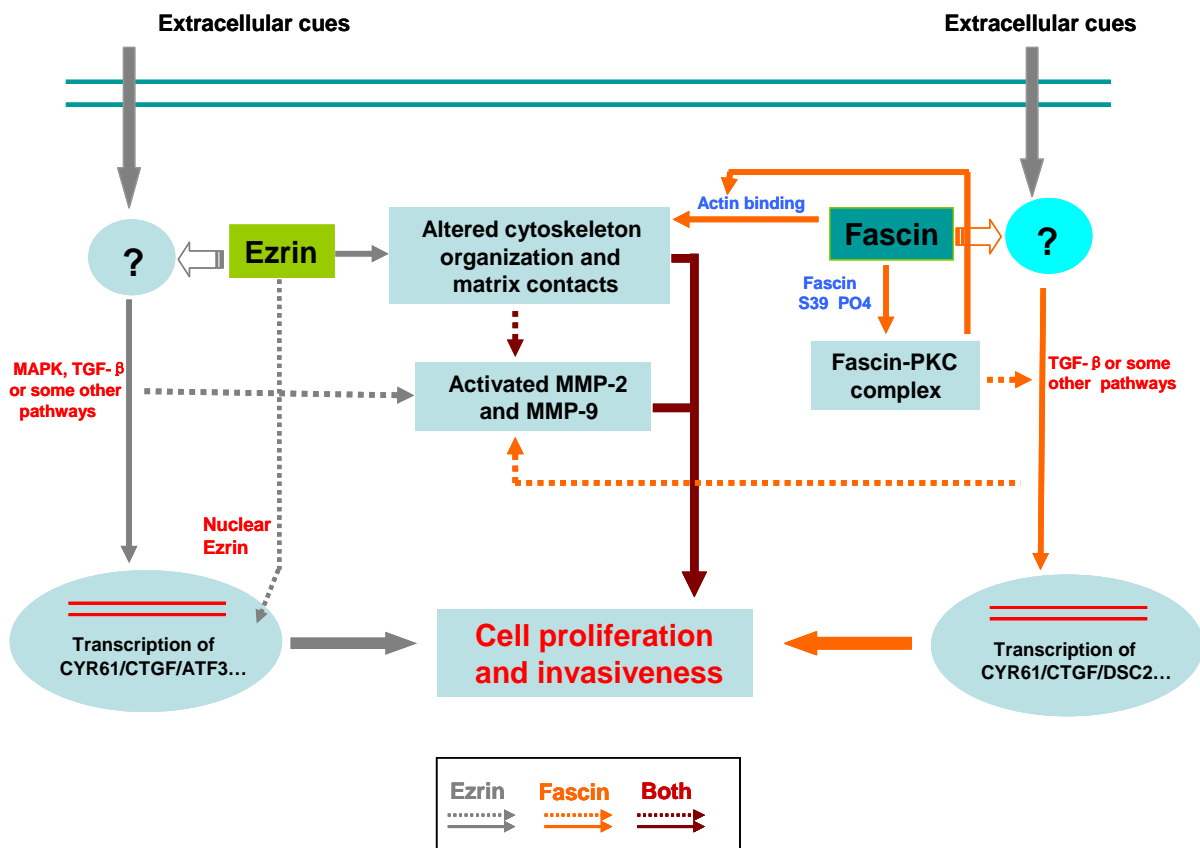 Extracellular cues
Extracellular cues
Actin binding
Altered cytoskeleton
organization and
matrix contacts
Ezrin
?
Fascin
?
Fascin
S39 PO4
MAPK, TGF-β
or some other
pathways
Activated MMP-2
and MMP-9
Fascin-PKC
complex
TGF-β or some
other pathways
Nuclear
Ezrin
Transcription of
CYR61/CTGF/ATF3...
Cell proliferation
and invasiveness
Transcription of
CYR61/CTGF/DSC2...
Ezrin
Fascin
Both